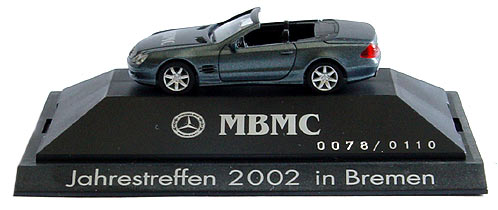 MBMC
0078/0110
Jahrestreffen 2002 in Bremen